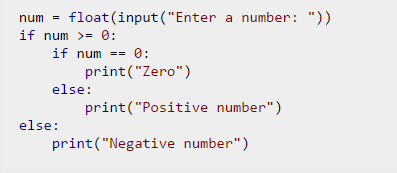 num = float(input("Enter a number: "))
if num >= 0:
    if num == 0:
        print("Zero")
    else:
        print("Positive number")
else:
    print("Negative number")